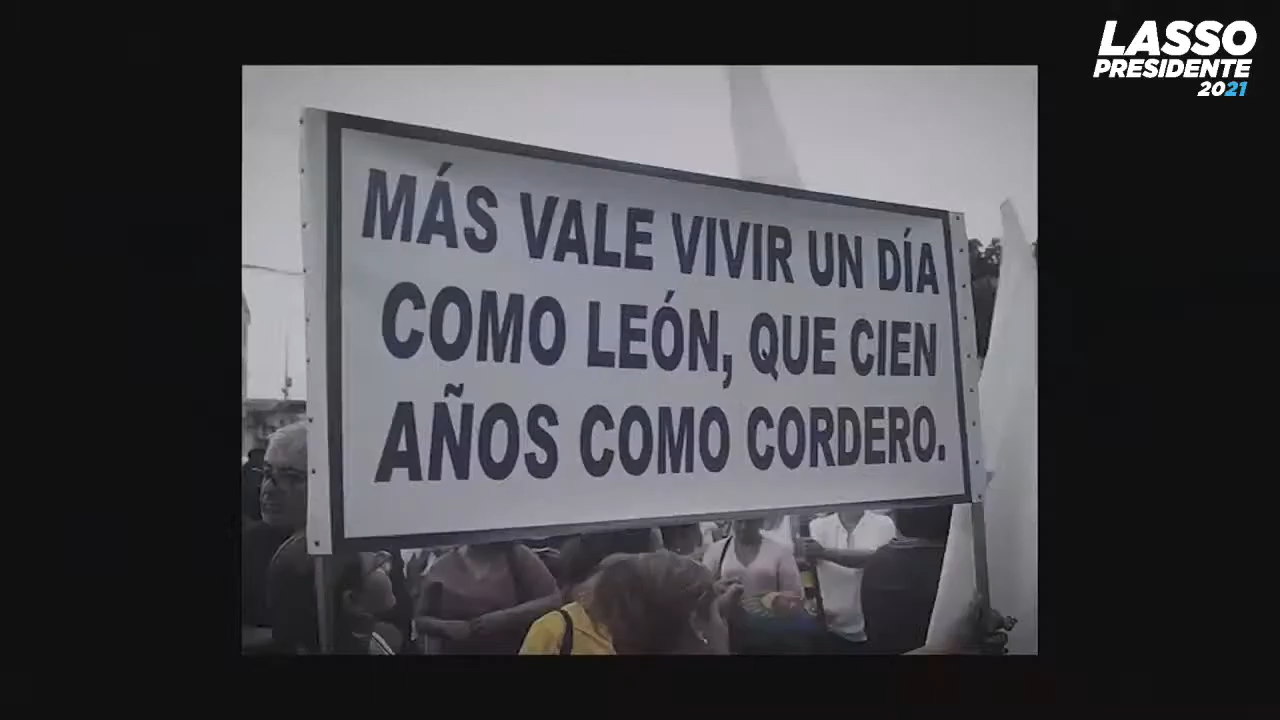 LASSO
PRESIDENTE
2021
MÁS VALE VIVIR UN DÍA
COMO LEÓN, QUE CIEN
AÑOS COMO CORDERO.